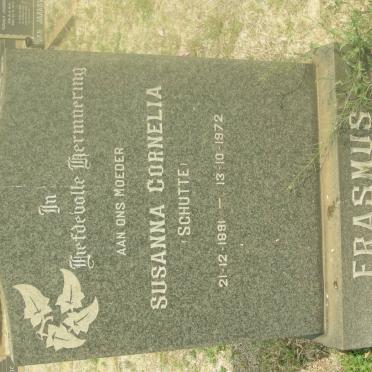 In
Liefdevolle Herinnering
AAN ONS MOEDER
SUSANNA CORNELIA
(SCHUTTE)
21-12-1891 — 13-10-1972
ERASMUS